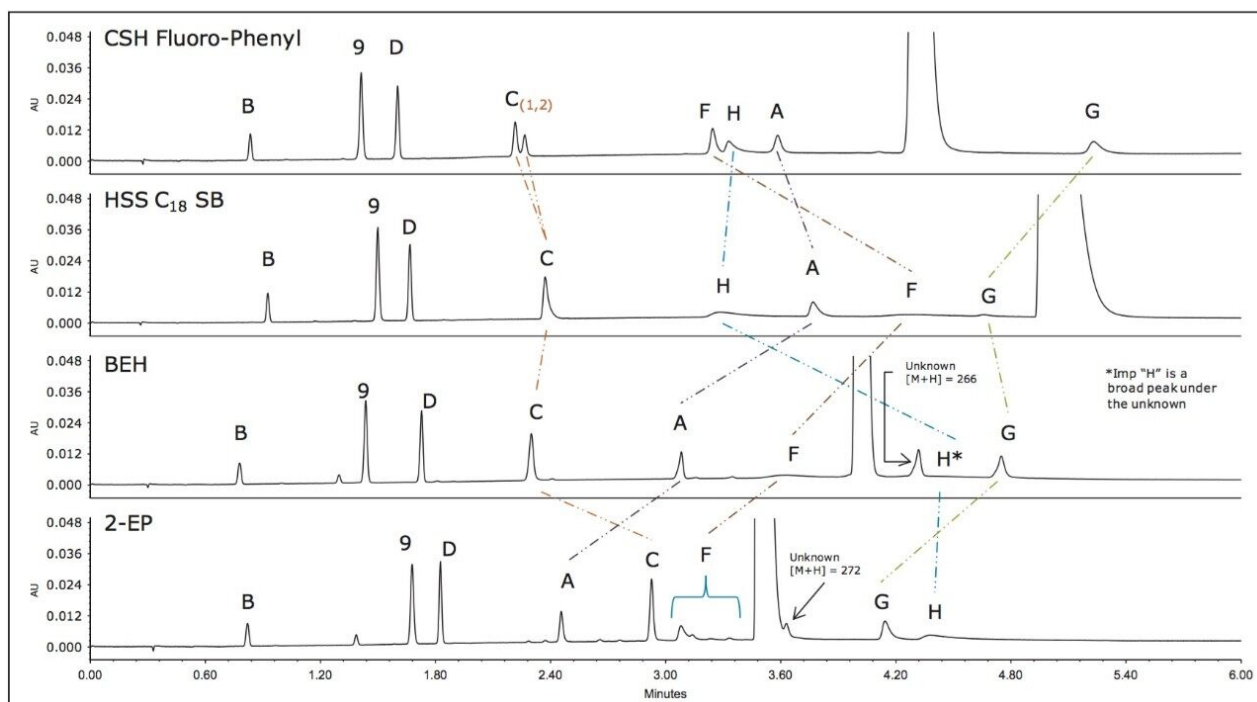 CSH Fluoro-Phenyl
0.048
0.036
0.024
0.012
0.000
AU
B
9
D
C(1,2)
F
H
A
G
HSS C18 SB
0.048
0.036
0.024
0.012
0.000
AU
B
9
D
C
H
A
F
G
BEH
0.048
0.036
0.024
0.012
0.000
AU
B
9
D
C
A
F
Unknown
[M+H] = 266
H*
G
*Imp “H” is a
broad peak under
the unknown
2-EP
0.048
0.036
0.024
0.012
0.000
AU
B
9
D
A
C
F
Unknown
[M+H] = 272
G
H
0.00 0.60 1.20 1.80 2.40 3.00 3.60 4.20 4.80 5.40 6.00
Minutes